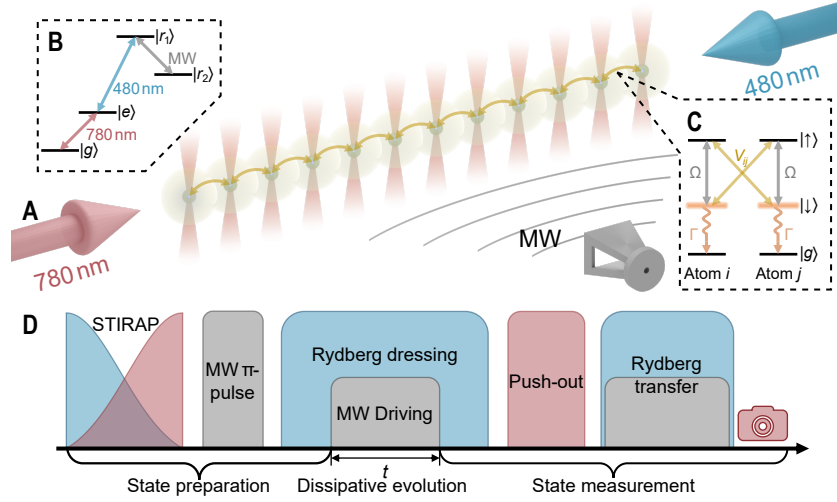 B
|r₁⟩
MW
|r₂⟩
480 nm
|e⟩
780 nm
|g⟩
480 nm
C
|↑⟩
V_ij
Ω
Ω
|↓⟩
Γ
Γ
|g⟩
Atom i
Atom j
A
780 nm
MW
D
STIRAP
MW π-
pulse
Rydberg dressing
MW Driving
Push-out
Rydberg
transfer
t
State preparation
Dissipative evolution
State measurement